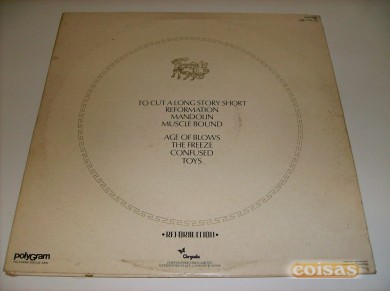 TO CUT A LONG STORY SHORT
REFORMATION
MANDOLIN
MUSCLE BOUND
AGE OF BLOWS
THE FREEZE
CONFUSED
TOYS
•REFORMATION•
Chrysalis
polygram
coisas